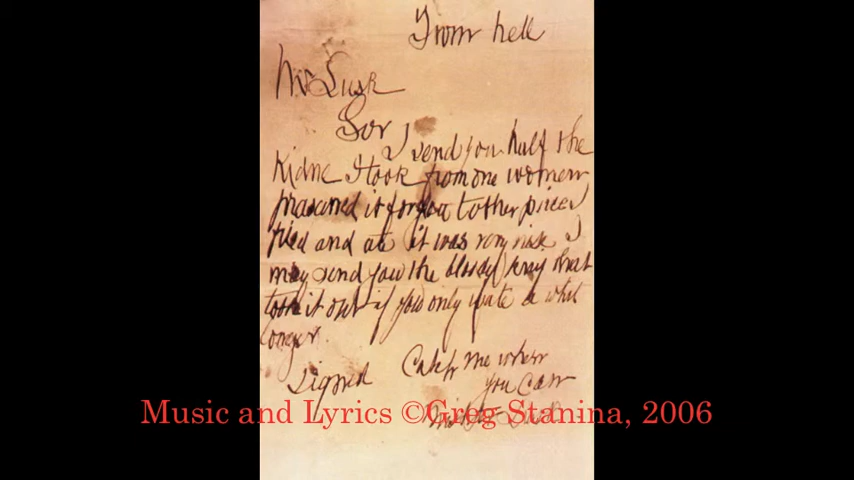 From hell
Mr Lusk
Sor
I send you half the
Kidne I took from one women
prasarved it for you tother piece I
fried and ate it was very nise I
may send you the bloody knif that
took it out if you only wate a whil
longer.
signed Catch me when
you Can
Mishter Lusk
Music and Lyrics ©Greg Stanina, 2006